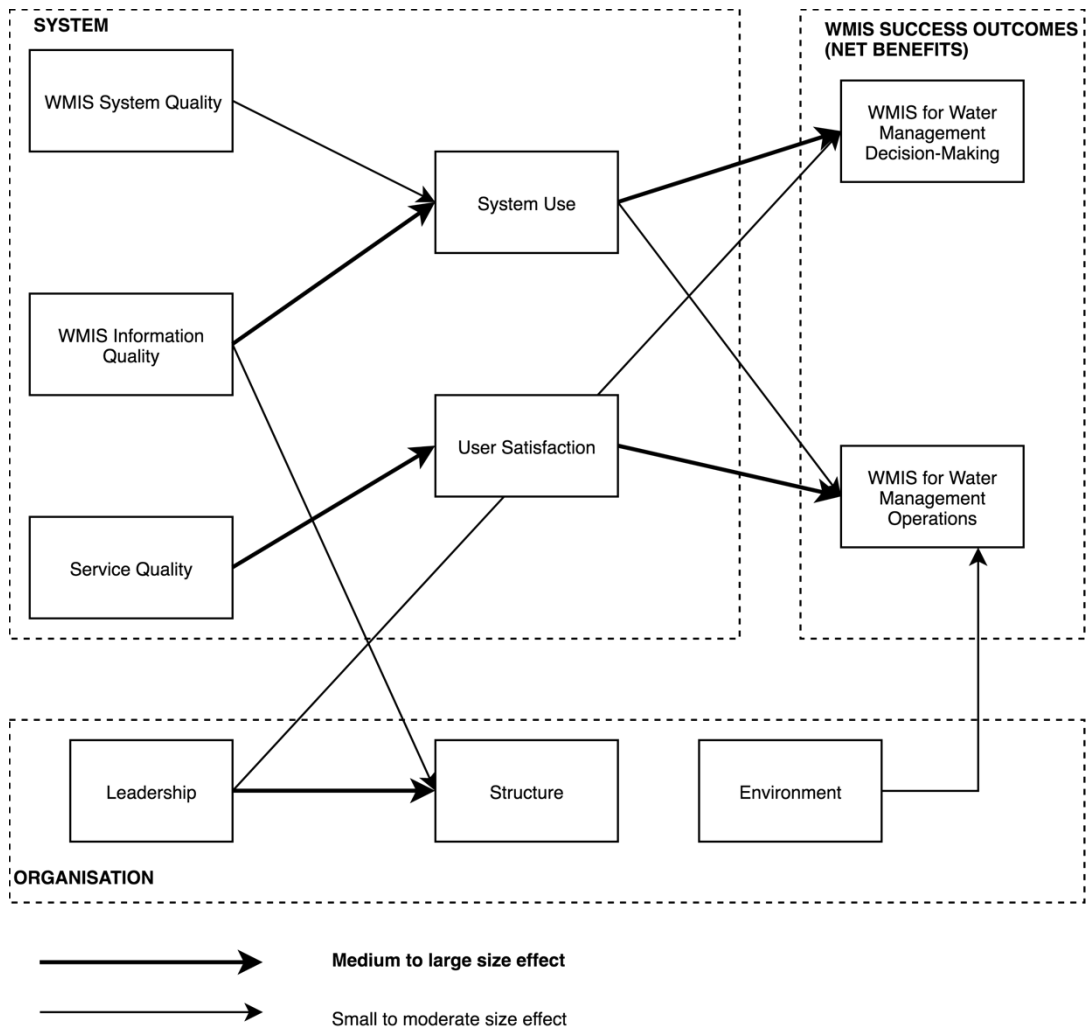 SYSTEM
WMIS SUCCESS OUTCOMES
(NET BENEFITS)
WMIS System Quality
WMIS for Water
Management
Decision-Making
System Use
WMIS Information
Quality
User Satisfaction
WMIS for Water
Management
Operations
Service Quality
Leadership
Structure
Environment
ORGANISATION
Medium to large size effect
Small to moderate size effect